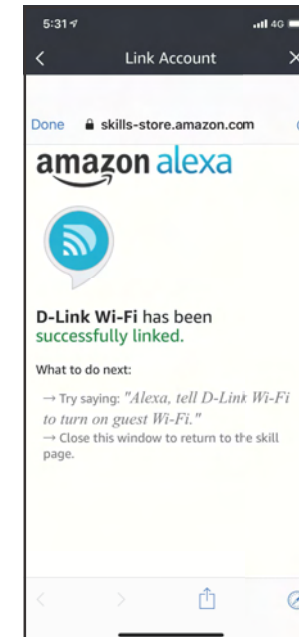 5:31
4G
Link Account
Done skills-store.amazon.com
amazon alexa
D-Link Wi-Fi has been
successfully linked.
What to do next:
→ Try saying: "Alexa, tell D-Link Wi-Fi
to turn on guest Wi-Fi."
→ Close this window to return to the skill
page.